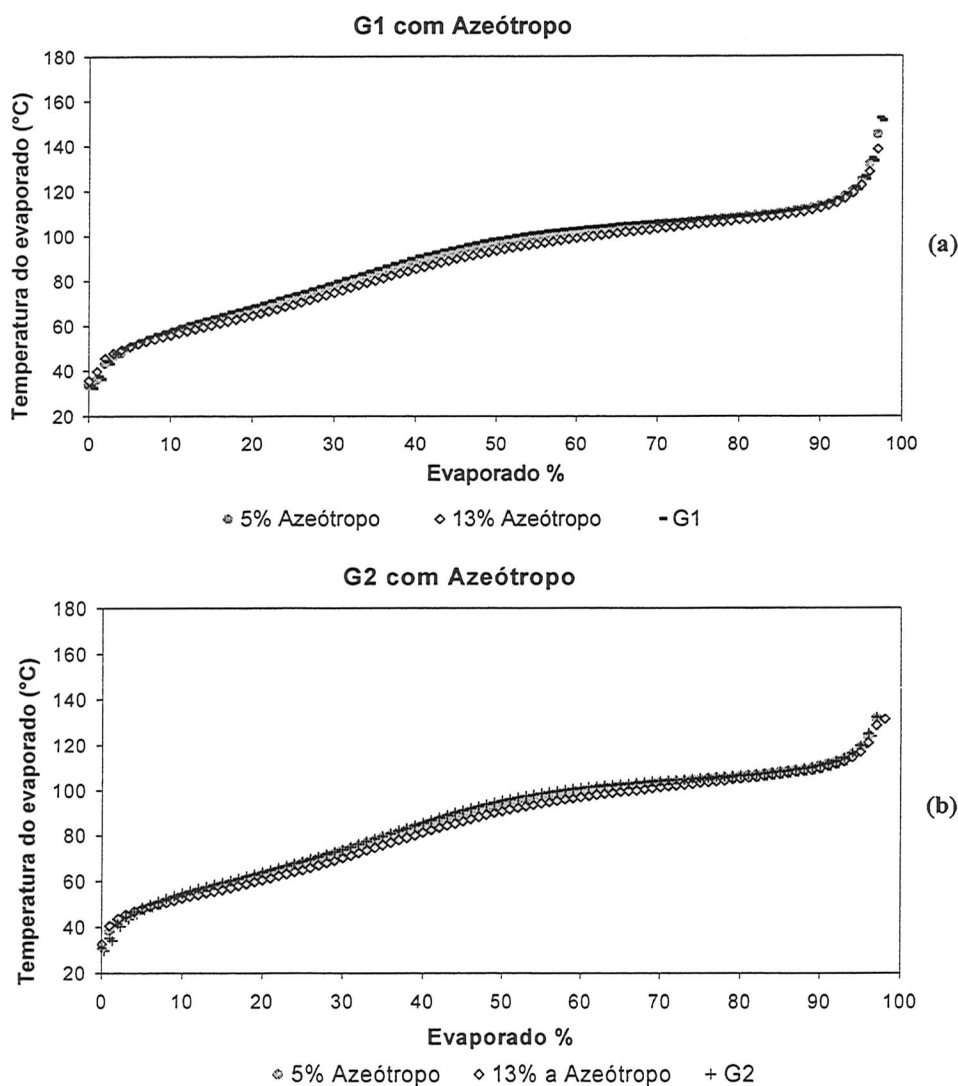 G1 com Azeótropo
Temperatura do evaporado (°C)
180
160
140
120
100
80
60
40
20
0 10 20 30 40 50 60 70 80 90 100
Evaporado %
5% Azeótropo 13% Azeótropo G1
(a)
G2 com Azeótropo
Temperatura do evaporado (°C)
180
160
140
120
100
80
60
40
20
0 10 20 30 40 50 60 70 80 90 100
Evaporado %
5% Azeótropo 13% a Azeótropo G2
(b)